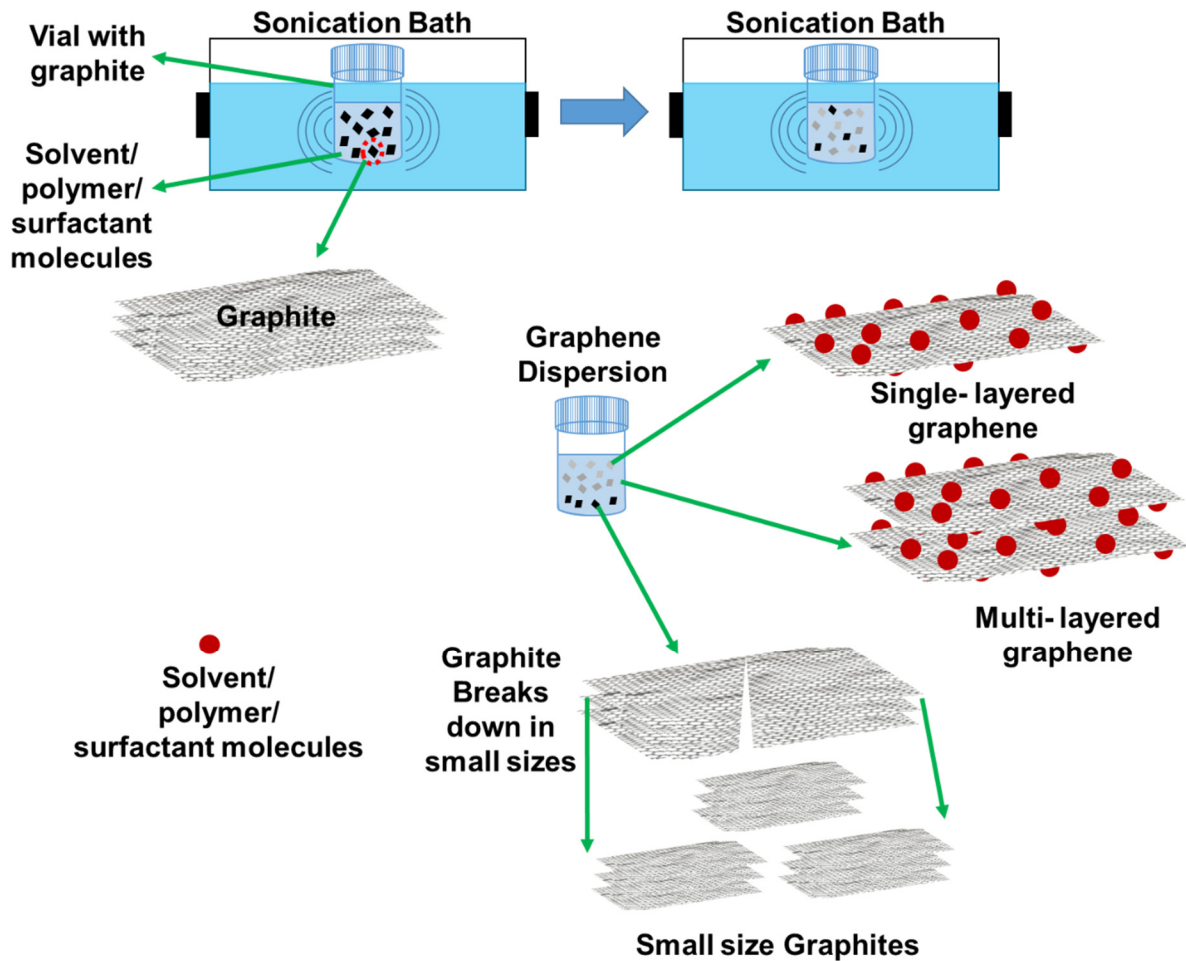 Sonication Bath
Sonication Bath
Vial with
graphite
Solvent/
polymer/
surfactant
molecules
Graphite
Graphene
Dispersion
Single- layered
graphene
Multi- layered
graphene
Solvent/
polymer/
surfactant molecules
Graphite
Breaks
down in
small sizes
Small size Graphites